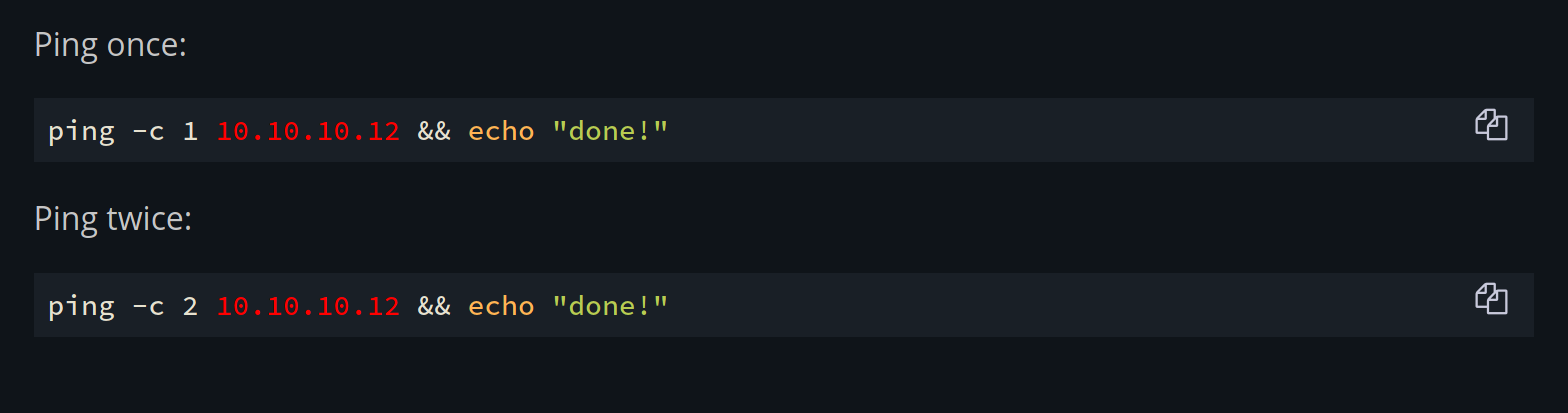 Ping once:
ping -c 1 10.10.10.12 && echo "done!"
Ping twice:
ping -c 2 10.10.10.12 && echo "done!"